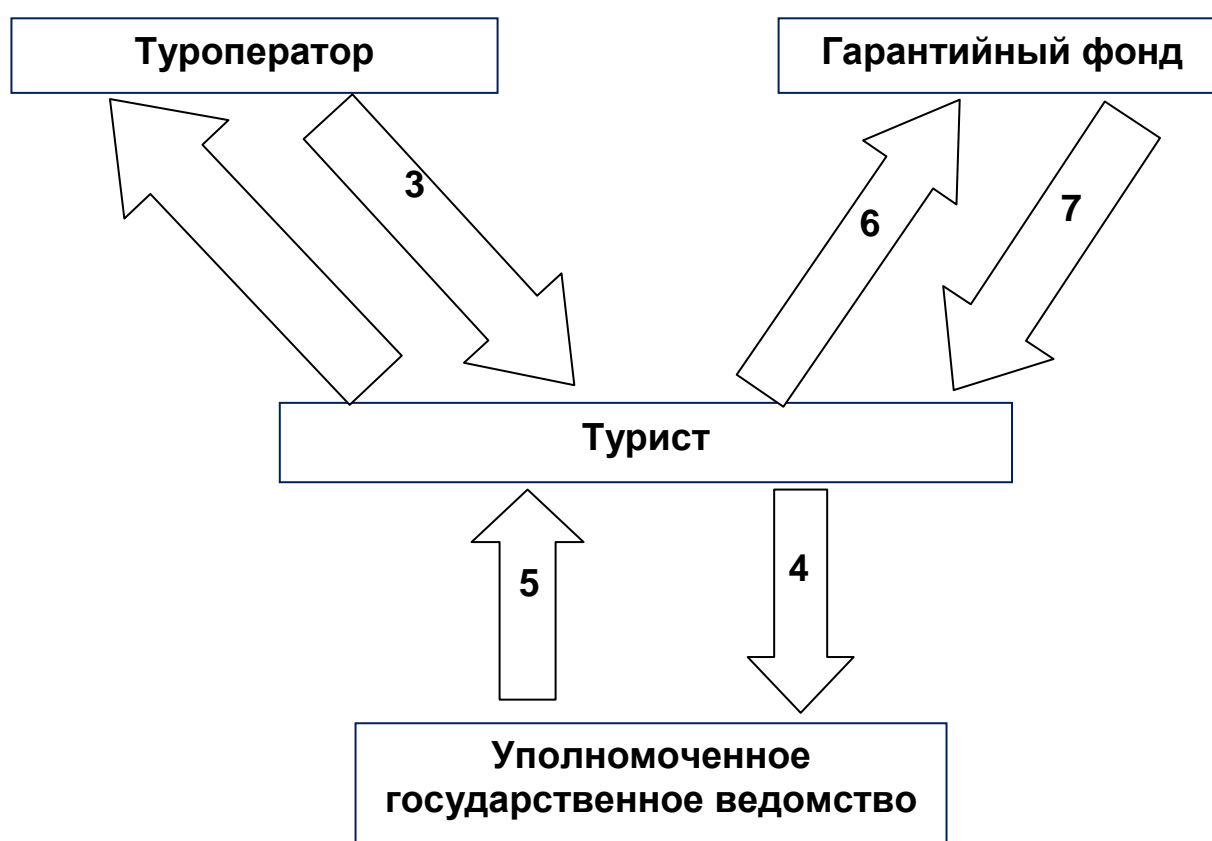 Туроператор
Гарантийный фонд
3
6
7
Турист
5
4
Уполномоченное
государственное ведомство